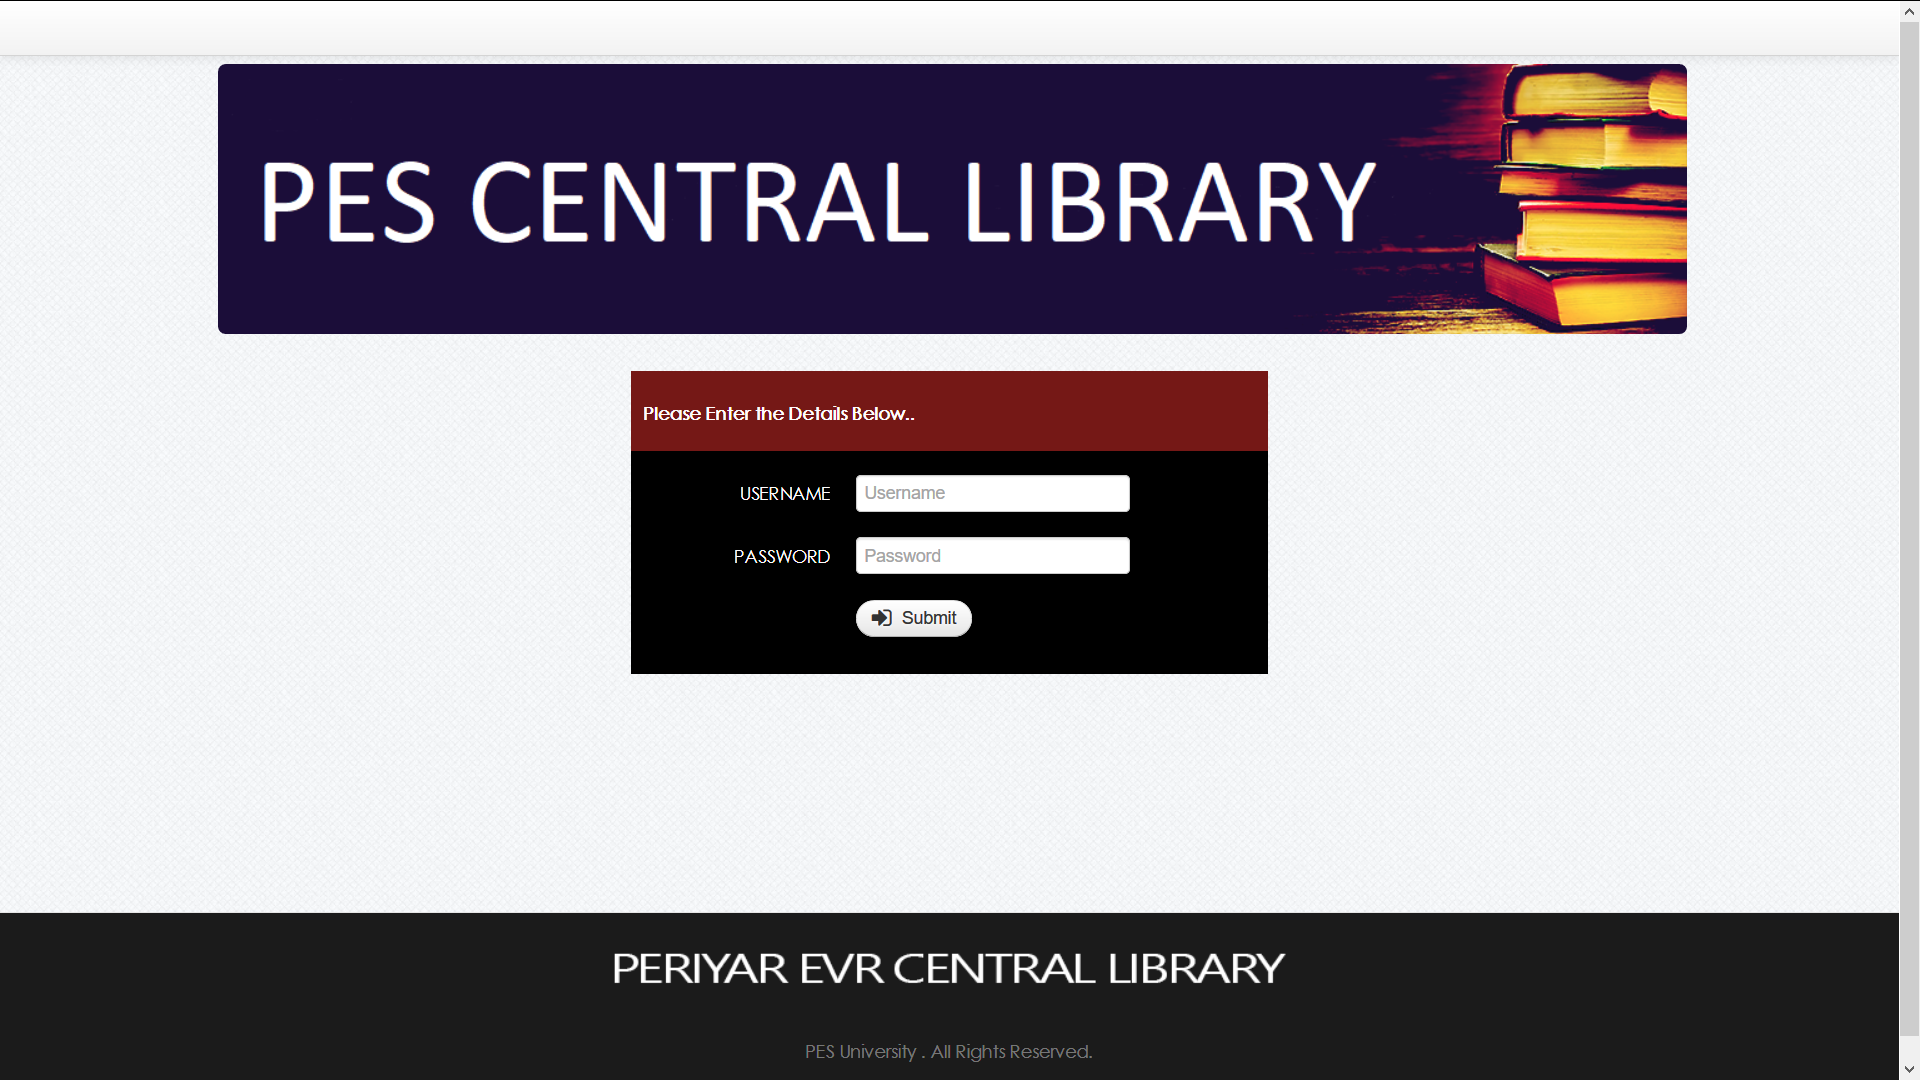 PES CENTRAL LIBRARY
Please Enter the Details Below..
USERNAME Username
PASSWORD Password
Submit
PERIYAR EVR CENTRAL LIBRARY
PES University . All Rights Reserved.